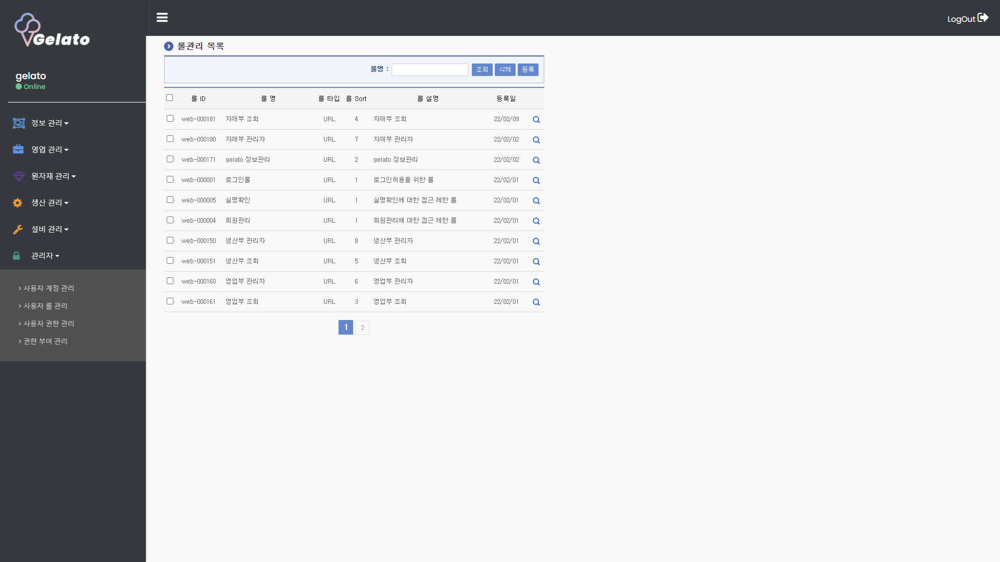 Gelato
LogOut
gelato
Online
정보 관리
영업 관리
원자재 관리
생산 관리
설비 관리
관리자
> 사용자 계정 관리
> 사용자 롤 관리
> 사용자 권한 관리
> 권한 부여 관리
롤관리 목록
롤명 : 조회 삭제 등록
롤 ID 롤 명 롤 타입 롤 Sort 롤 설명 등록일
web-000181 자재부 조회 URL 4 자재부 조회 22/02/09
web-000180 자재부 관리자 URL 7 자재부 관리자 22/02/02
web-000171 gelato 정보관리 URL 2 gelato 정보관리 22/02/02
web-000001 로그인롤 URL 1 로그인허용을 위한 롤 22/02/01
web-000005 실명확인 URL 1 실명확인에 대한 접근 제한 롤 22/02/01
web-000004 회원관리 URL 1 회원관리에 대한 접근 제한 롤 22/02/01
web-000150 생산부 관리자 URL 8 생산부 관리자 22/02/01
web-000151 생산부 조회 URL 5 생산부 조회 22/02/01
web-000160 영업부 관리자 URL 6 영업부 관리자 22/02/01
web-000161 영업부 조회 URL 3 영업부 조회 22/02/01
1 2